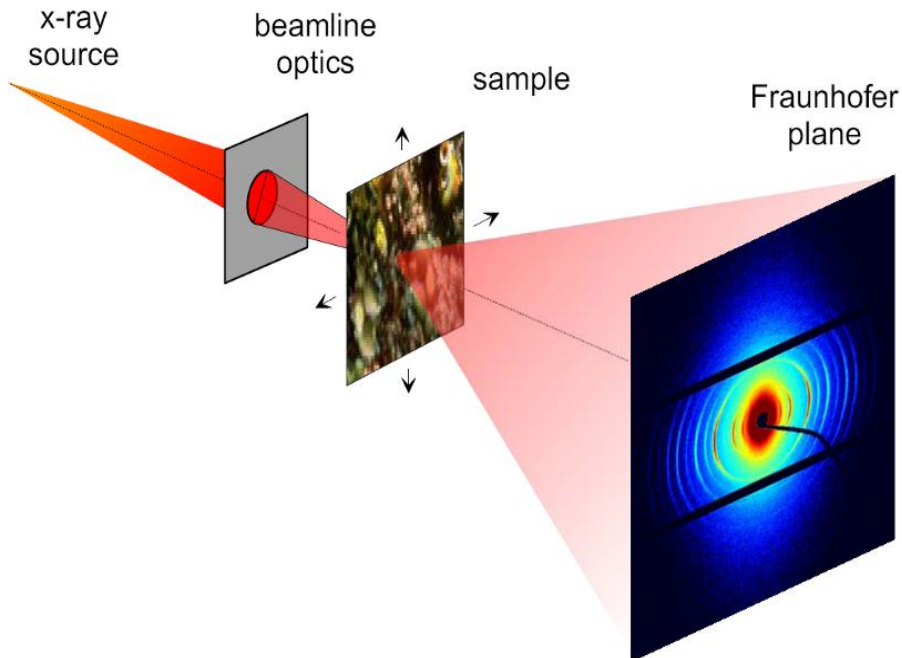 x-ray
source
beamline
optics
sample
Fraunhofer
plane